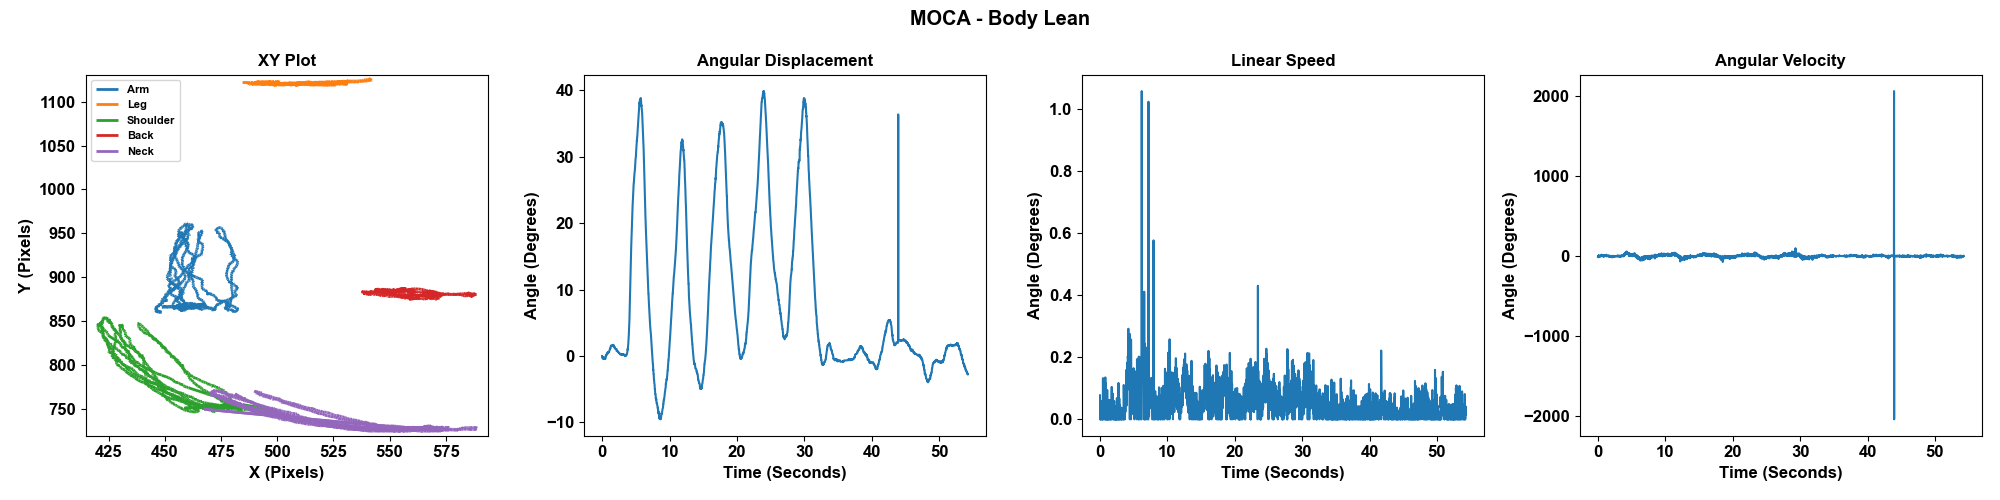 MOCA - Body Lean
XY Plot
Y (Pixels)
1100
1050
1000
950
900
850
800
750
Arm
Leg
Shoulder
Back
Neck
425 450 475 500 525 550 575
X (Pixels)
Angular Displacement
Angle (Degrees)
40
30
20
10
0
−10
0 10 20 30 40 50
Time (Seconds)
Linear Speed
Angle (Degrees)
1.0
0.8
0.6
0.4
0.2
0.0
0 10 20 30 40 50
Time (Seconds)
Angular Velocity
Angle (Degrees)
2000
1000
0
−1000
−2000
0 10 20 30 40 50
Time (Seconds)